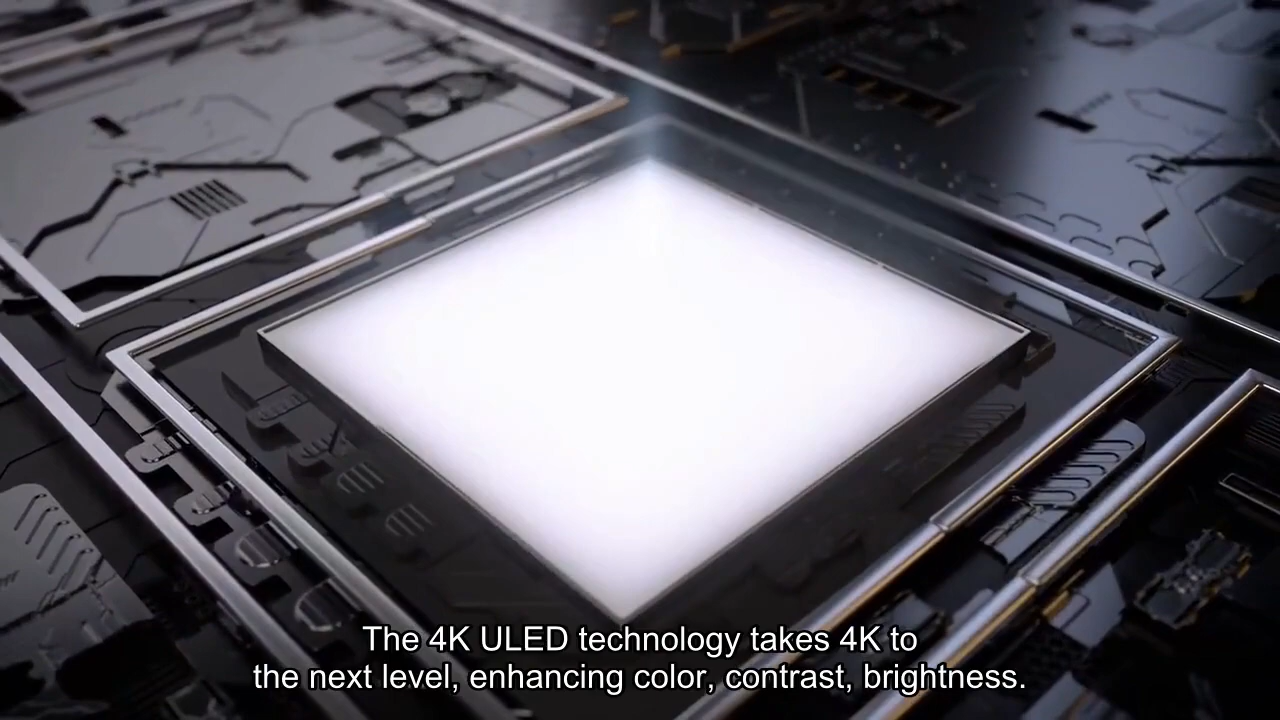 The 4K ULED technology takes 4K to
the next level, enhancing color, contrast, brightness.